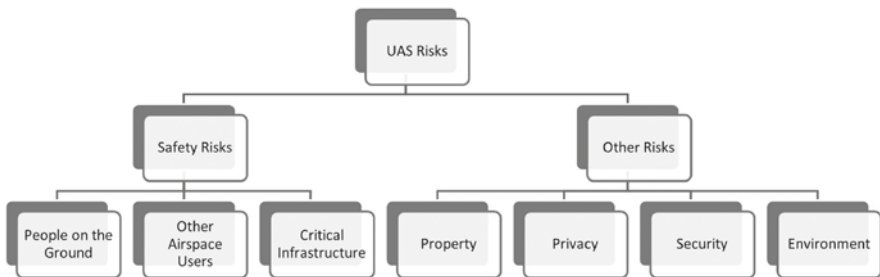 UAS Risks
Safety Risks
Other Risks
People on the
Ground
Other
Airspace
Users
Critical
Infrastructure
Property
Privacy
Security
Environment